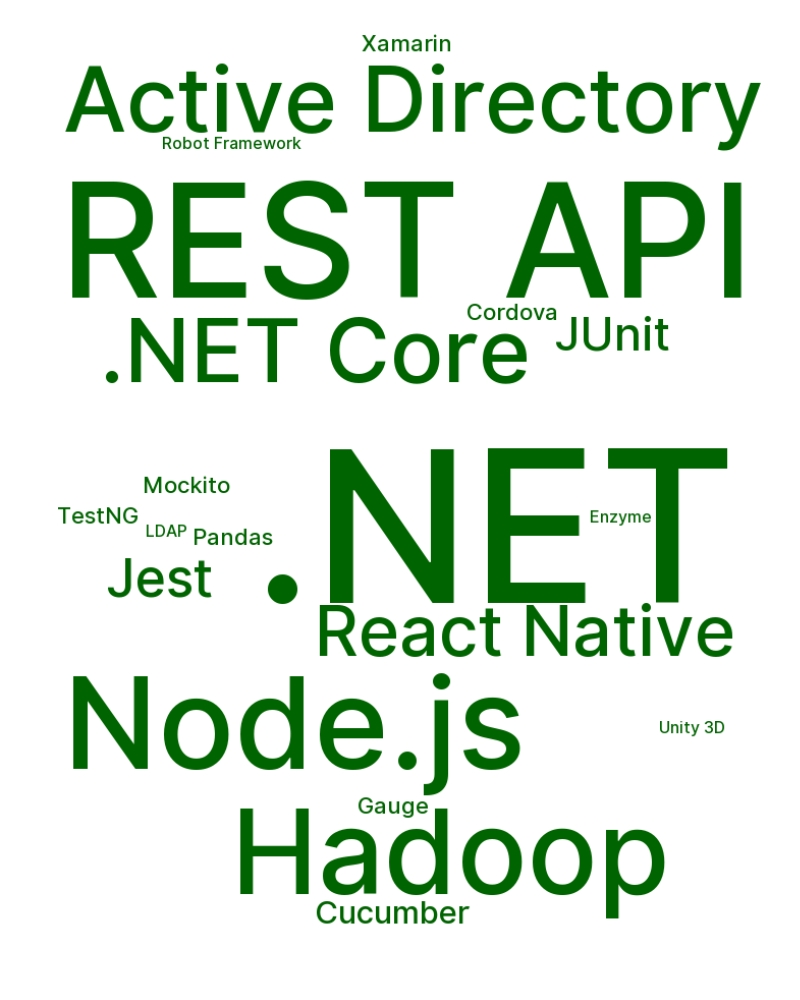 Xamarin
Active Directory
Robot Framework
REST API
Cordova
.NET Core
JUnit
.NET
Mockito
TestNG
Enzyme
LDAP
Pandas
Jest
React Native
Node.js
Unity 3D
Gauge
Hadoop
Cucumber